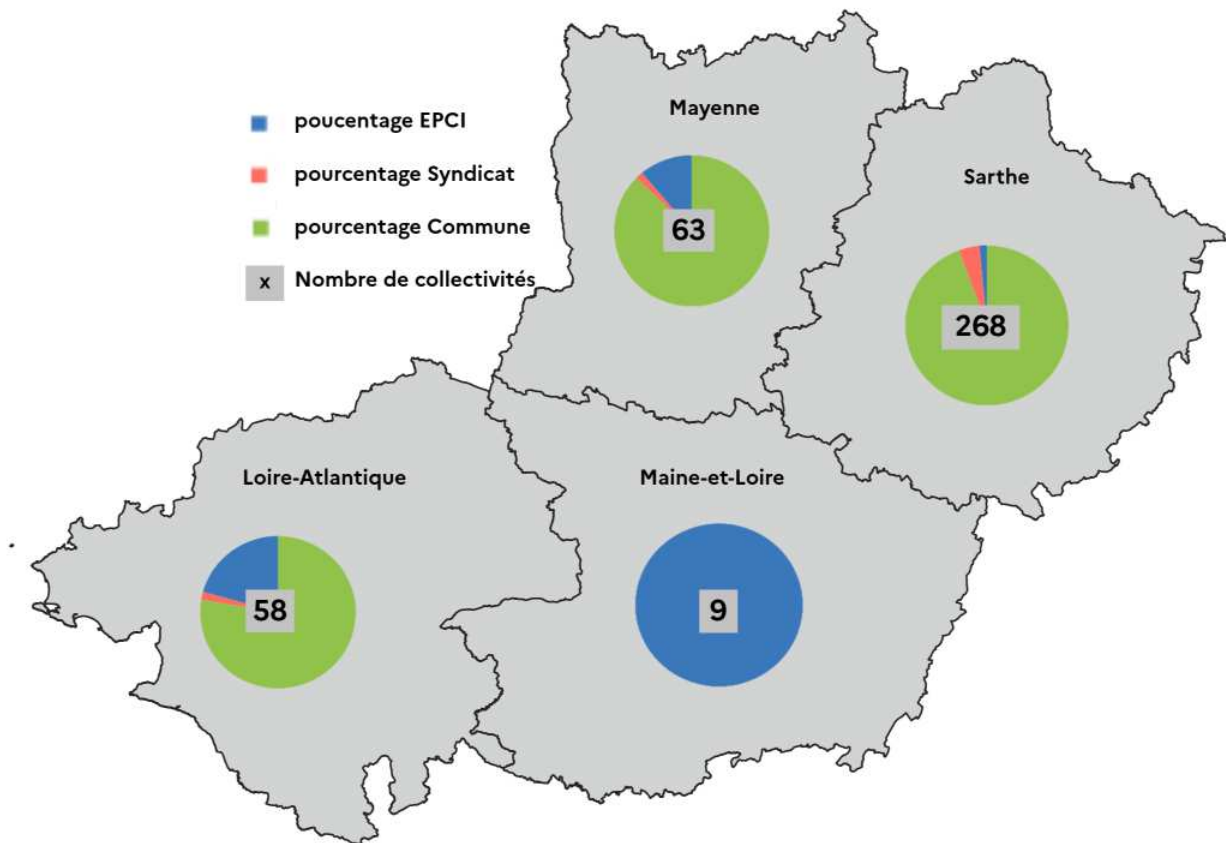 poucentage EPCI
pourcentage Syndicat
pourcentage Commune
x Nombre de collectivités
Mayenne
63
Sarthe
268
Loire-Atlantique
58
Maine-et-Loire
9